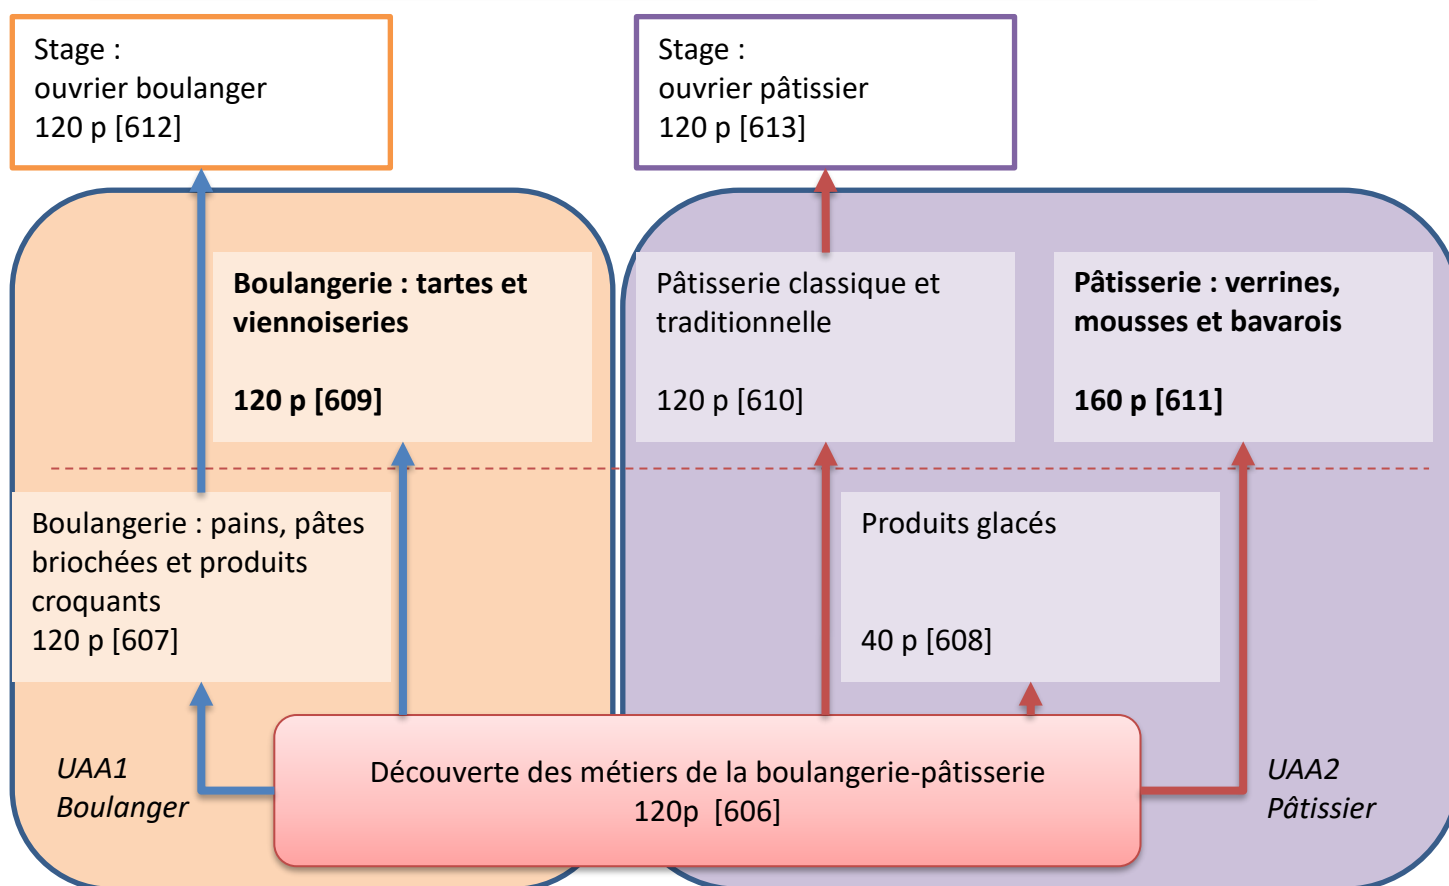 Stage :
ouvrier boulanger
120 p [612]
Stage :
ouvrier pâtissier
120 p [613]
Boulangerie : tartes et
viennoiseries
120 p [609]
Pâtisserie classique et
traditionnelle
120 p [610]
Pâtisserie : verrines,
mousses et bavarois
160 p [611]
Boulangerie : pains, pâtes
briochées et produits
croquants
120 p [607]
Produits glacés
40 p [608]
UAA1
Boulanger
Découverte des métiers de la boulangerie-pâtisserie
120p [606]
UAA2
Pâtissier